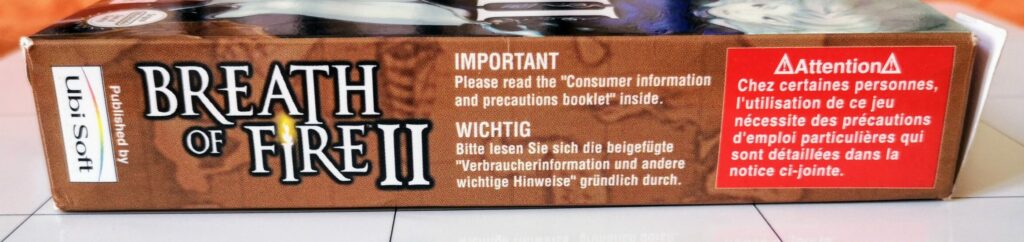 Published by
Ubi Soft
BREATH
OF FIRE II
IMPORTANT
Please read the "Consumer information
and precautions booklet" inside.
WICHTIG
Bitte lesen Sie sich die beigefügte
"Verbraucherinformation und andere
wichtige Hinweise" gründlich durch.
⚠Attention⚠
Chez certaines personnes,
l'utilisation de ce jeu
nécessite des précautions
d'emploi particulières qui
sont détaillées dans la
notice ci-jointe.